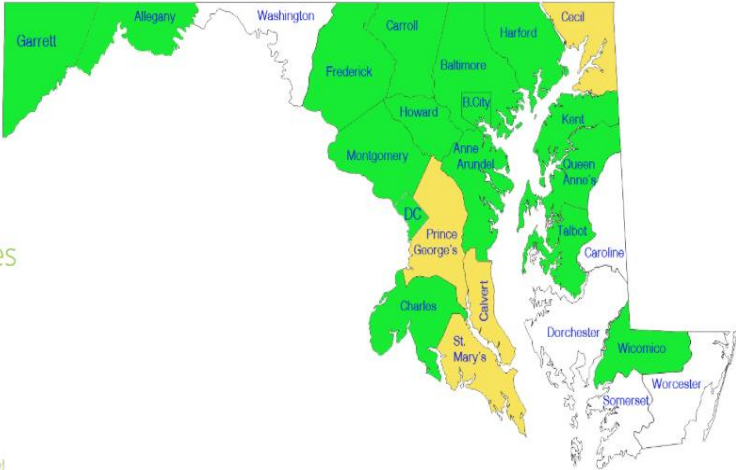 Garrett
Allegany
Washington
Frederick
Carroll
Baltimore
Harford
Cecil
B.City
Howard
Montgomery
Anne
Arundel
Kent
Queen
Anne's
DC
Prince
George's
Talbot
Caroline
Calvert
Charles
St.
Mary's
Dorchester
Wicomico
Worcester
Somerset
es